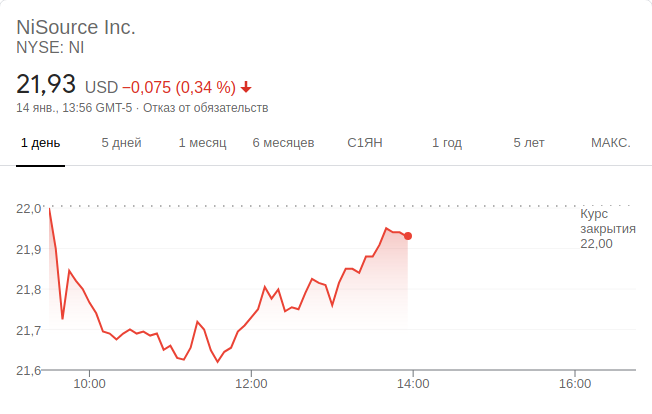 NiSource Inc.
NYSE: NI
21,93 USD −0,075 (0,34 %)
14 янв., 13:56 GMT-5 · Отказ от обязательств
1 день 5 дней 1 месяц 6 месяцев С1ЯН 1 год 5 лет МАКС.
22,0
Курс
закрытия
22,00
21,9
21,8
21,7
21,6
10:00 12:00 14:00 16:00